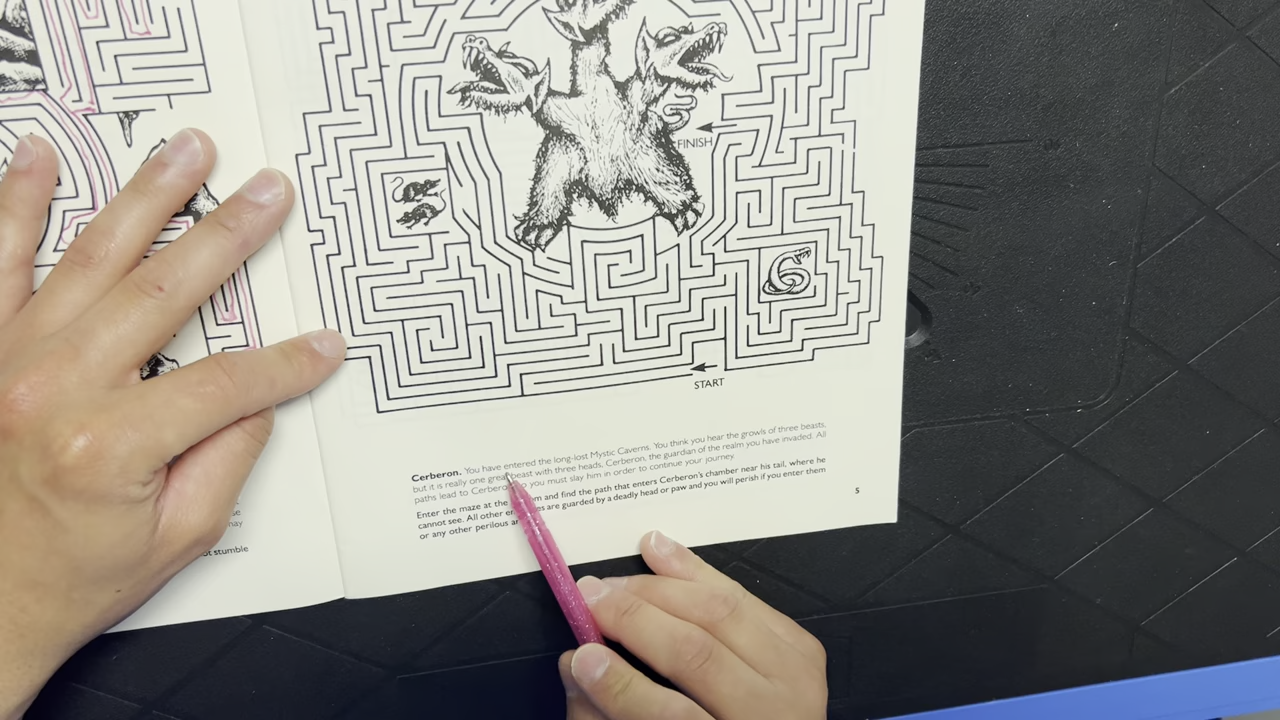 FINISH
START
Cerberon. You have entered the long-lost Mystic Caverns. You think you hear the growls of three beasts,
but it is really one great beast with three heads, Cerberon, the guardian of the realm you have invaded. All
paths lead to Cerberon, so you must slay him in order to continue your journey.
Enter the maze at the and find the path that enters Cerberon's chamber near his tail, where he
cannot see. All other are guarded by a deadly head or paw and you will perish if you enter them
or any other perilous
5
se
may
ot stumble